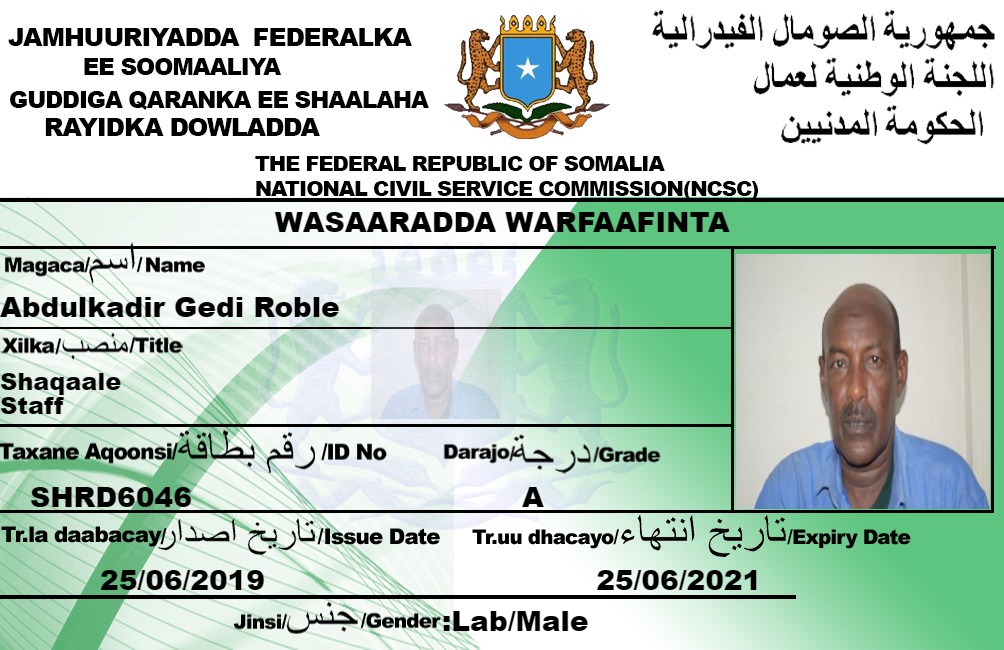 JAMHUURIYADDA FEDERALKA
EE SOOMAALIYA
GUDDIGA QARANKA EE SHAALAHA
RAYIDKA DOWLADDA
جمهورية الصومال الفيدرالية
اللجنة الوطنية لعمال
الحكومة المدنيين
THE FEDERAL REPUBLIC OF SOMALIA
NATIONAL CIVIL SERVICE COMMISSION(NCSC)
WASAARADDA WARFAAFINTA
Magaca/اسم/Name
Abdulkadir Gedi Roble
Xilka/منصب/Title
Shaqaale
Staff
Taxane Aqoonsi/رقم بطاقة/ID No
Darajo/درجة/Grade
SHRD6046
A
Tr.la daabacay/تاريخ اصدار/Issue Date
Tr.uu dhacayo/تاريخ انتهاء/Expiry Date
25/06/2019
25/06/2021
Jinsi/جنس/Gender:Lab/Male